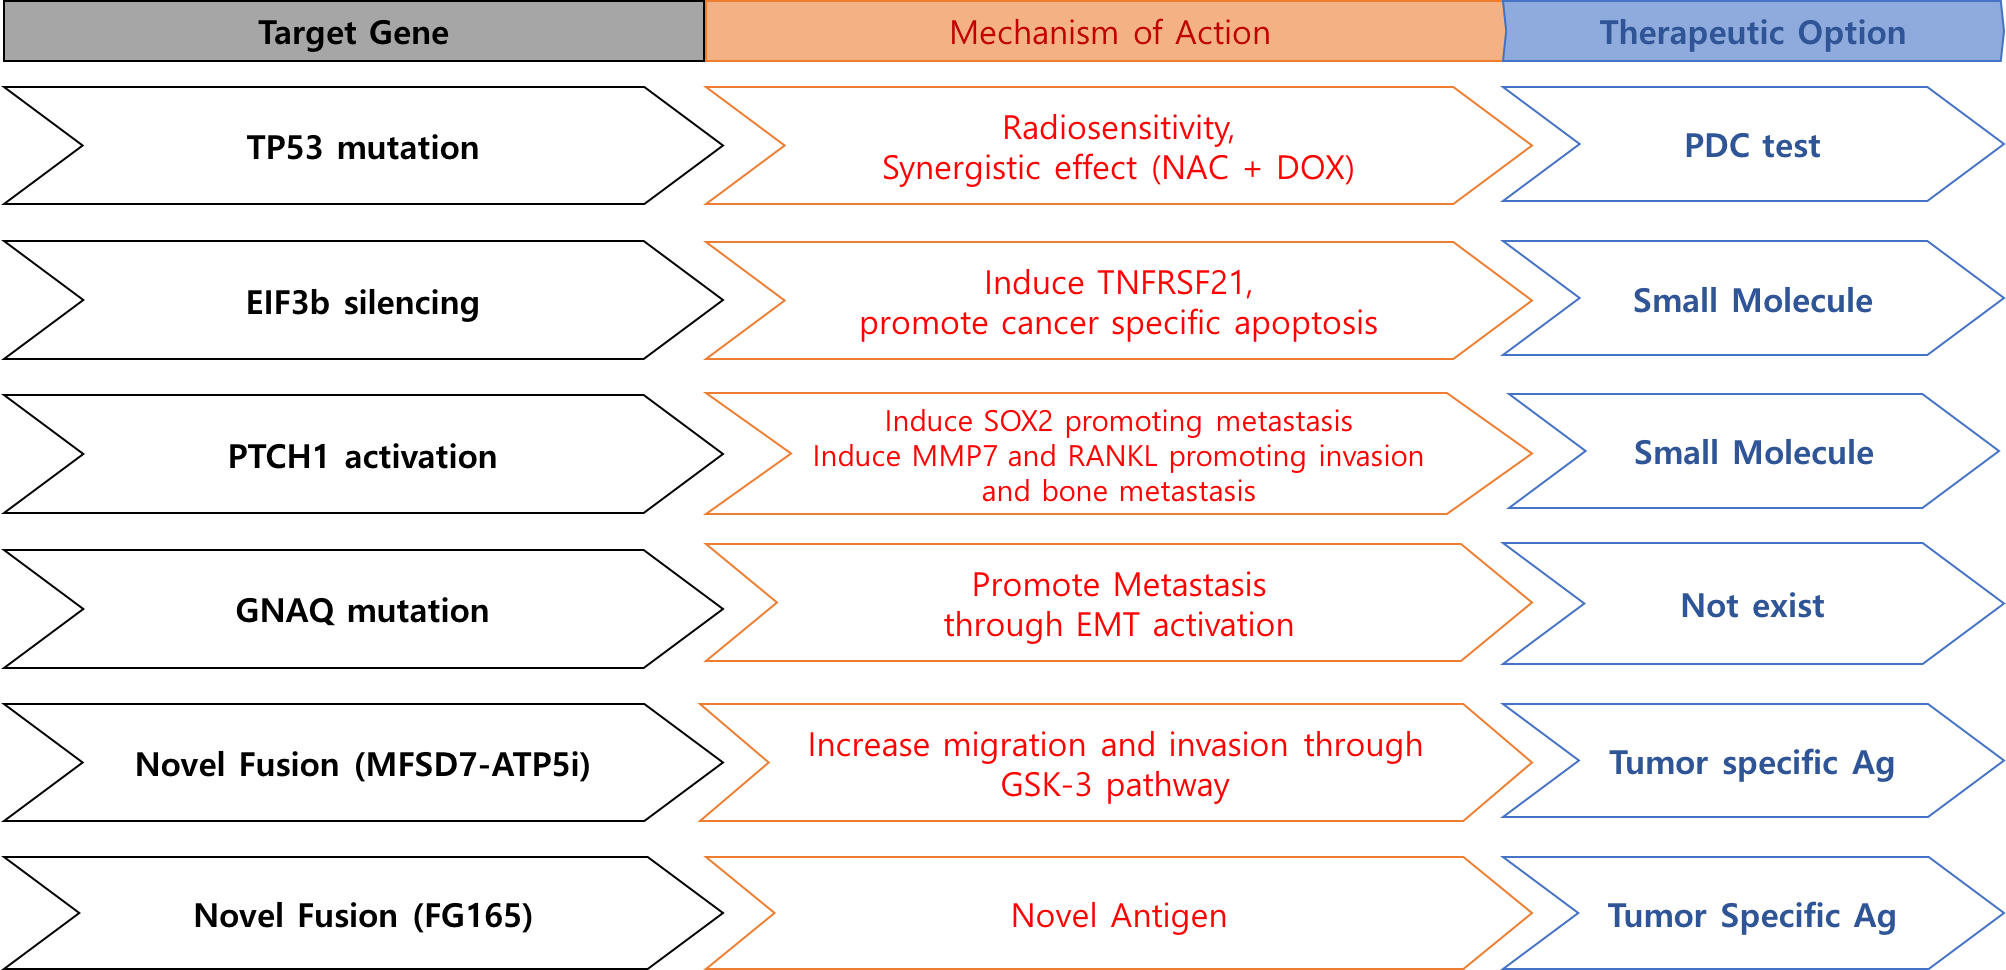 Target Gene
Mechanism of Action
Therapeutic Option
TP53 mutation
Radiosensitivity,
Synergistic effect (NAC + DOX)
PDC test
EIF3b silencing
Induce TNFRSF21,
promote cancer specific apoptosis
Small Molecule
PTCH1 activation
Induce SOX2 promoting metastasis
Induce MMP7 and RANKL promoting invasion
and bone metastasis
Small Molecule
GNAQ mutation
Promote Metastasis
through EMT activation
Not exist
Novel Fusion (MFSD7-ATP5i)
Increase migration and invasion through
GSK-3 pathway
Tumor specific Ag
Novel Fusion (FG165)
Novel Antigen
Tumor Specific Ag